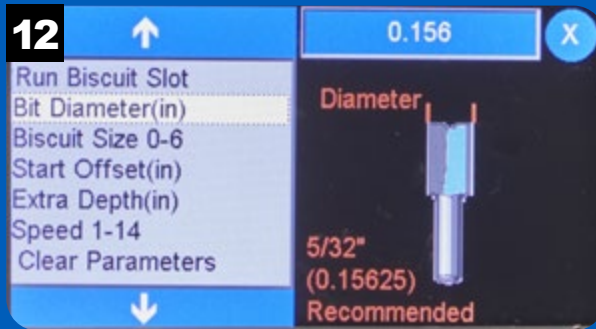 12
0.156
X
Run Biscuit Slot
Bit Diameter(in)
Biscuit Size 0-6
Start Offset(in)
Extra Depth(in)
Speed 1-14
Clear Parameters
Diameter
5/32"
(0.15625)
Recommended